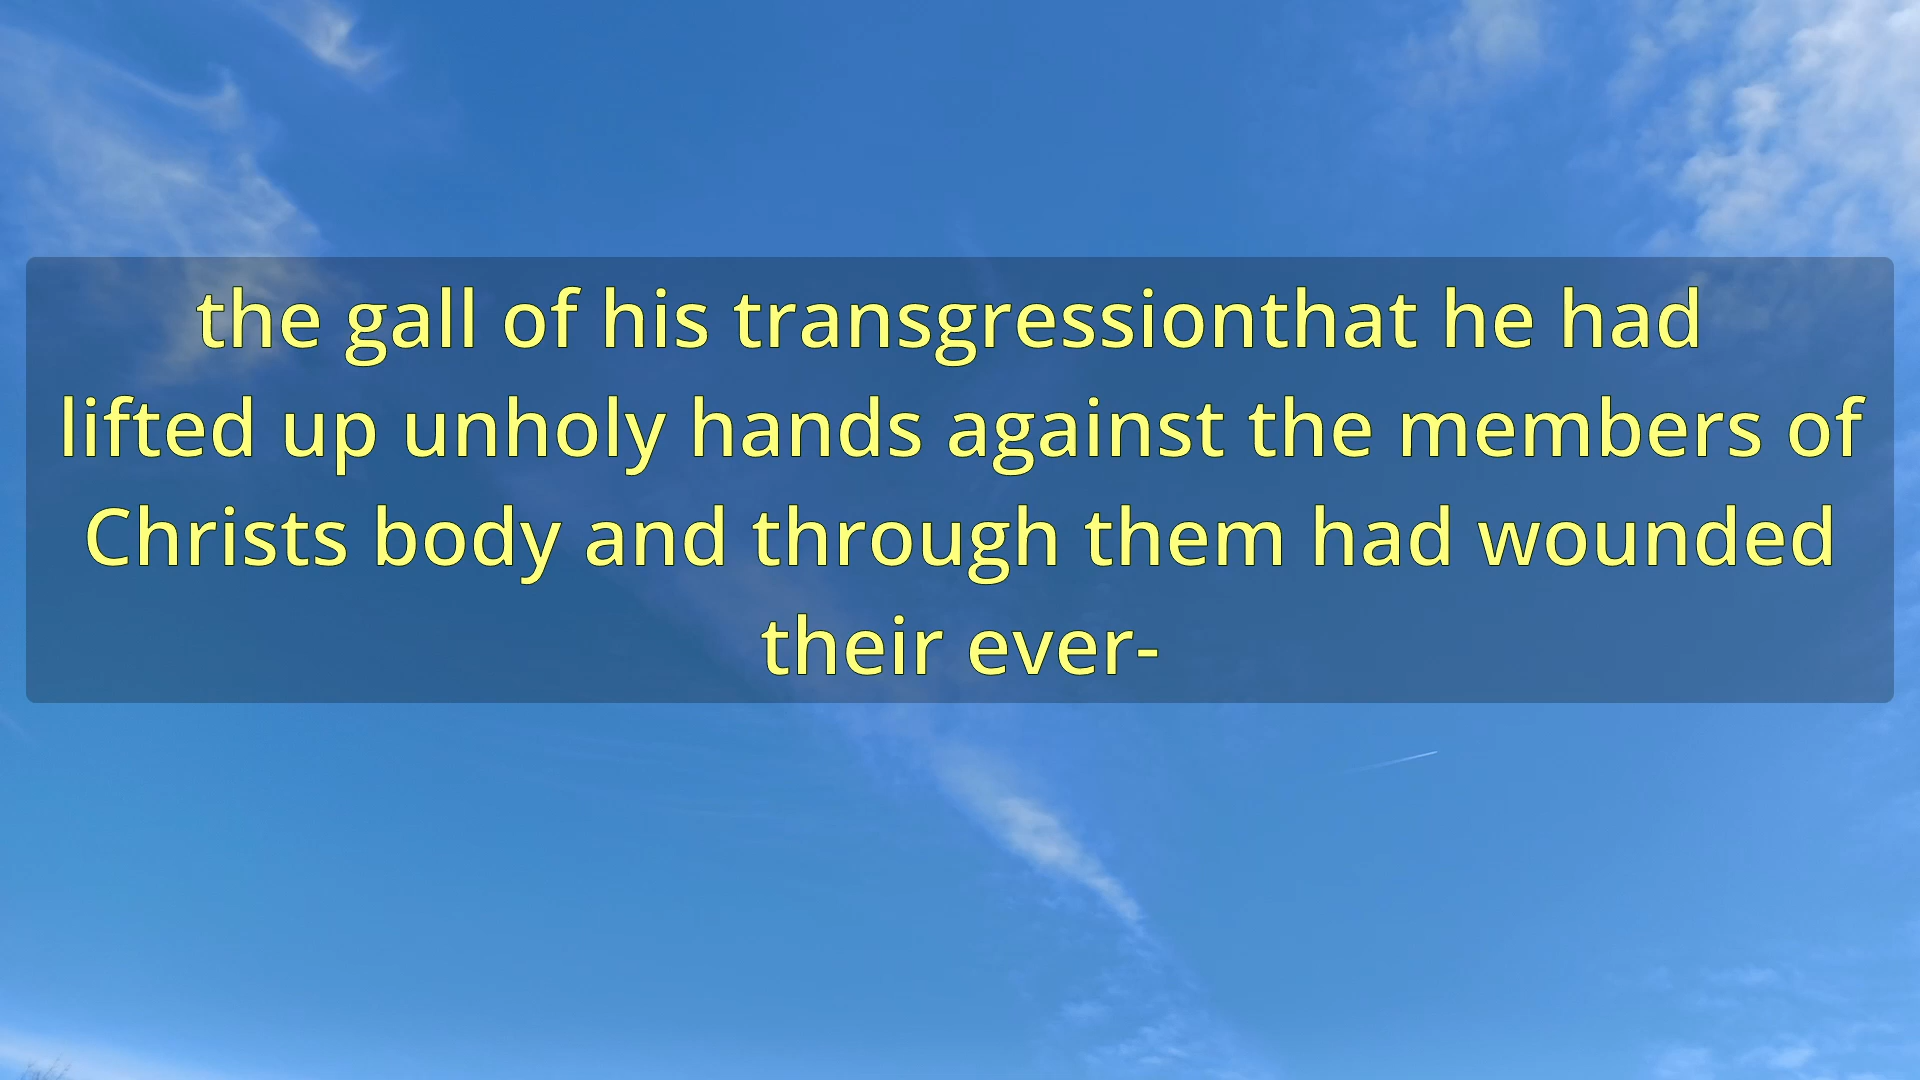 the gall of his transgressionthat he had
lifted up unholy hands against the members of
Christs body and through them had wounded
their ever-